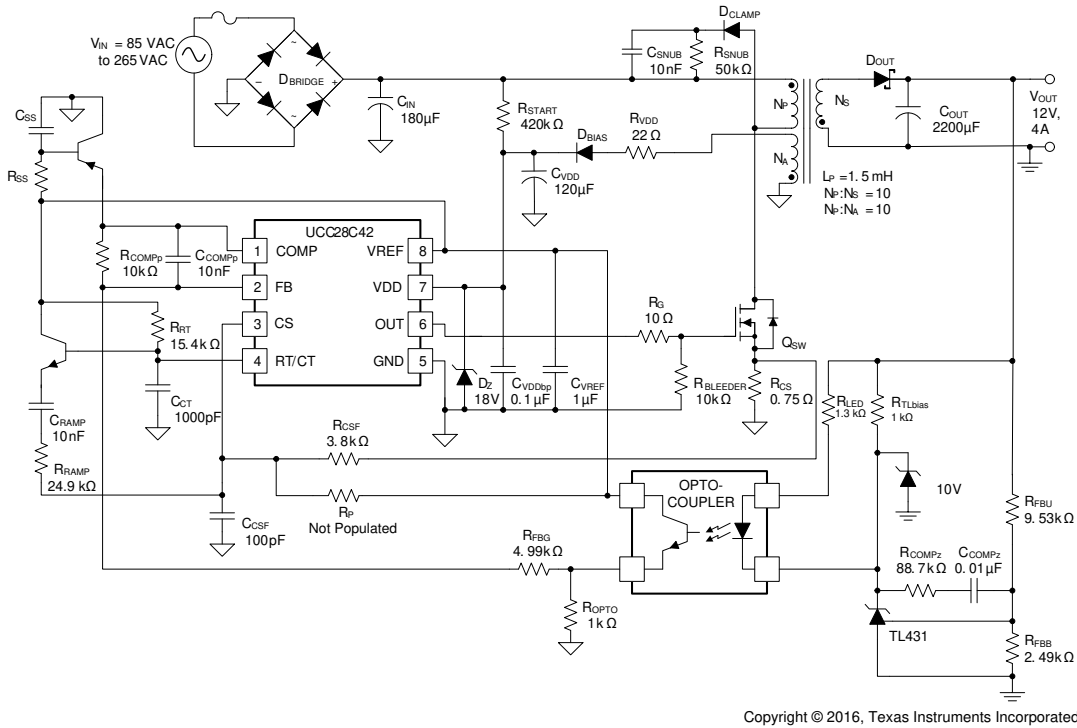 VIN = 85 VAC
to 265 VAC
~
-
DBRIDGE
+
~
CIN
180µF
CSNUB
10nF
RSNUB
50kΩ
DCLAMP
RSTART
420kΩ
RVDD
22Ω
DBIAS
CVDD
120µF
NP
NS
NA
DOUT
COUT
2200µF
VOUT
12V,
4A
LP = 1.5 mH
NP:NS = 10
NP:NA = 10
CSS
RSS
UCC28C42
1 COMP
2 FB
3 CS
4 RT/CT
VREF 8
VDD 7
OUT 6
GND 5
RCOMPp
10kΩ
CCOMPp
10nF
RRT
15.4kΩ
CCT
1000pF
CRAMP
10nF
RRAMP
24.9 kΩ
DZ
18V
CVDDbp
0.1µF
CVREF
1µF
RG
10Ω
RBLEEDER
10kΩ
QSW
RCS
0.75Ω
RLED
1.3 kΩ
RTLbias
1 kΩ
RCSF
3.8kΩ
RP
Not Populated
CCSF
100pF
OPTO-
COUPLER
10V
RFBU
9.53kΩ
RFBG
4.99kΩ
ROPTO
1kΩ
RCOMPz
88.7kΩ
CCOMPz
0.01µF
TL431
RFBB
2.49kΩ
Copyright © 2016, Texas Instruments Incorporated